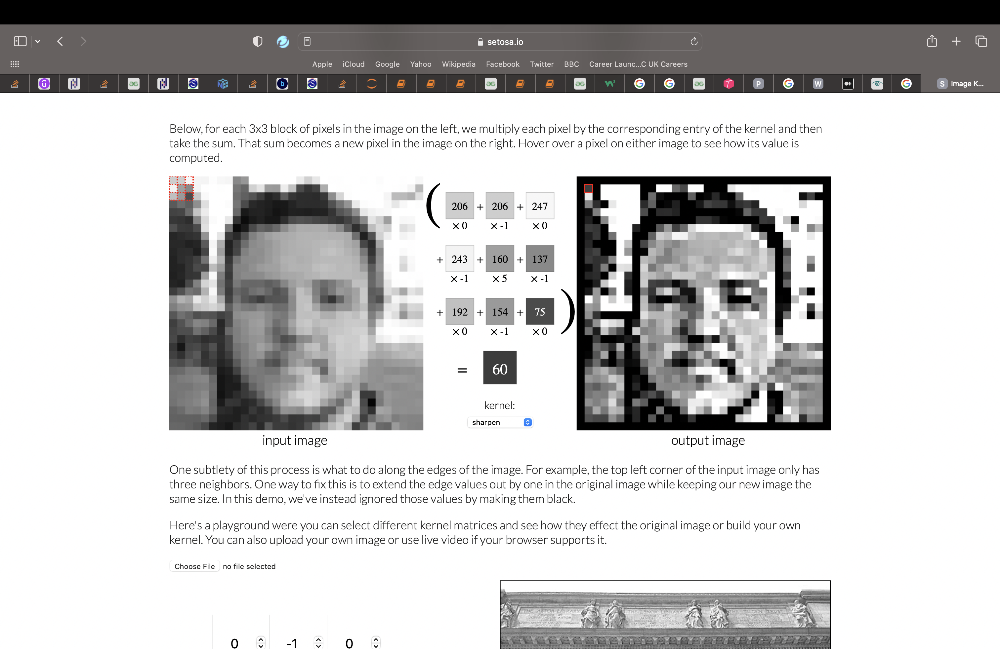 setosa.io
Apple iCloud Google Yahoo Wikipedia Facebook Twitter BBC Career Launc...C UK Careers
b P W S Image K...
Below, for each 3x3 block of pixels in the image on the left, we multiply each pixel by the corresponding entry of the kernel and then
take the sum. That sum becomes a new pixel in the image on the right. Hover over a pixel on either image to see how its value is
computed.
( 206 + 206 + 247
× 0 × -1 × 0
+ 243 + 160 + 137
× -1 × 5 × -1
+ 192 + 154 + 75 )
× 0 × -1 × 0
= 60
kernel:
sharpen
input image
output image
One subtlety of this process is what to do along the edges of the image. For example, the top left corner of the input image only has
three neighbors. One way to fix this is to extend the edge values out by one in the original image while keeping our new image the
same size. In this demo, we've instead ignored those values by making them black.
Here's a playground were you can select different kernel matrices and see how they effect the original image or build your own
kernel. You can also upload your own image or use live video if your browser supports it.
Choose File no file selected
THE ASTOR LIBRARY THE LENOX LIBRARY
0 -1 0